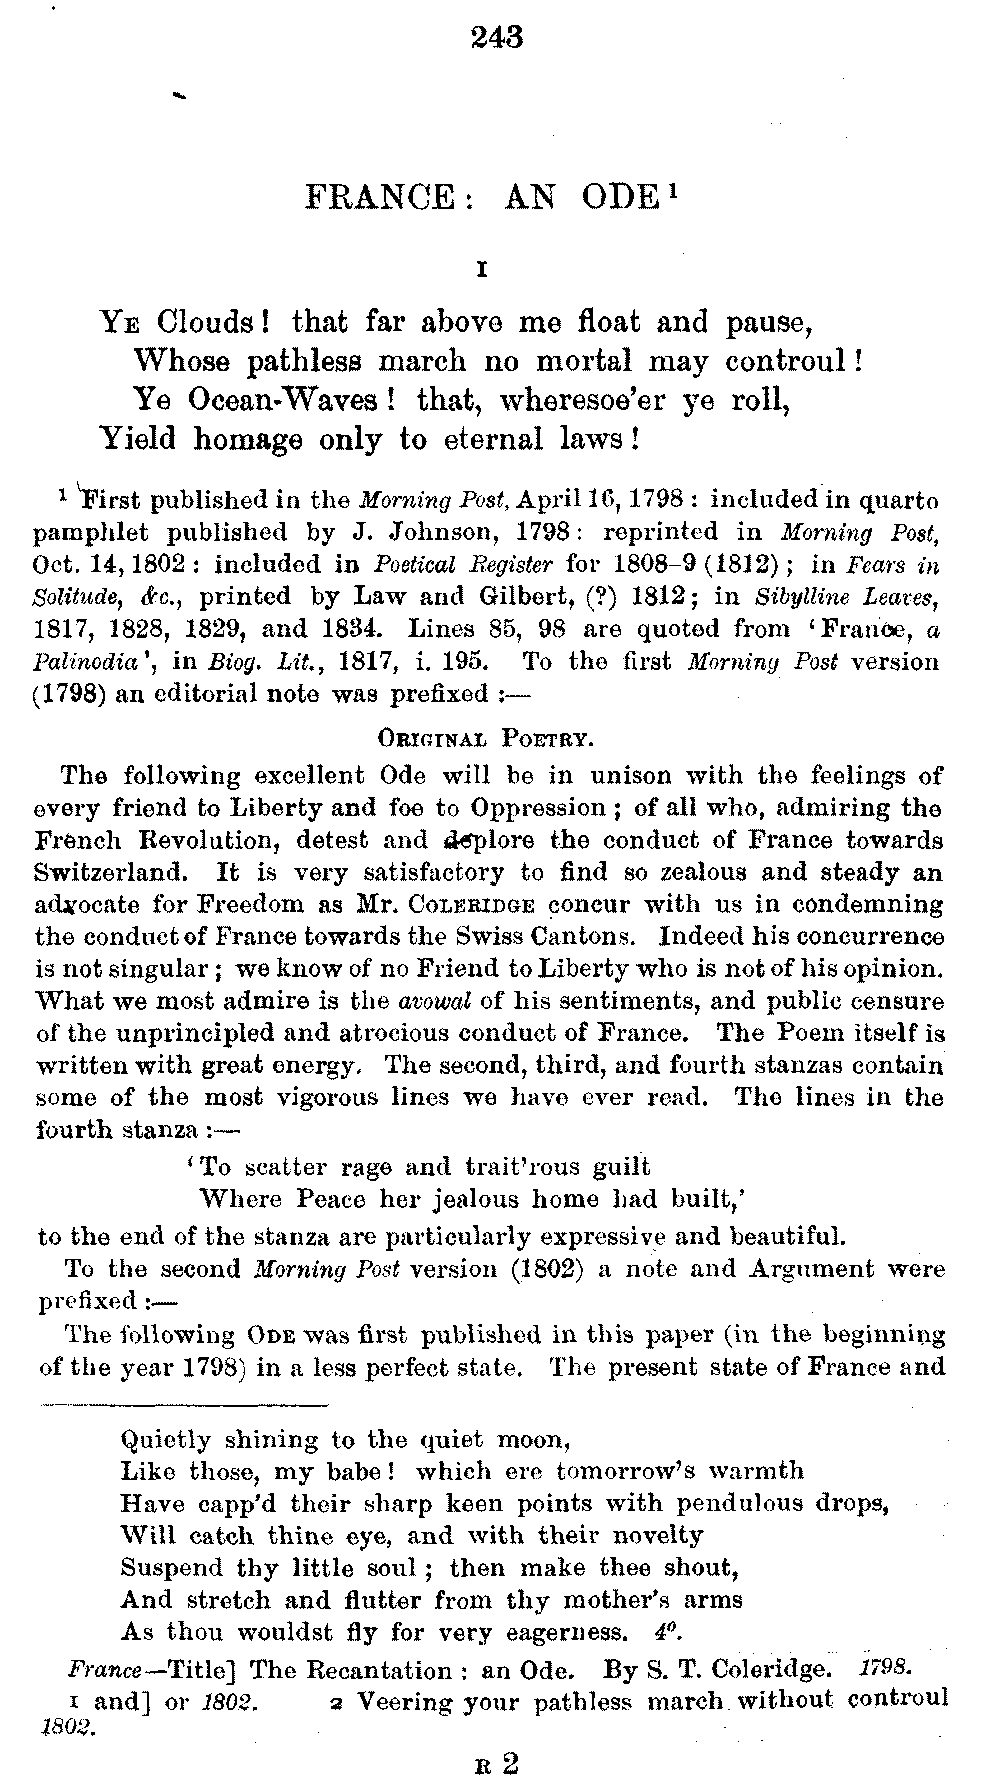 243
FRANCE: AN ODE¹
I
YE Clouds! that far above me float and pause,
Whose pathless march no mortal may controul!
Ye Ocean-Waves! that, wheresoe'er ye roll,
Yield homage only to eternal laws!
¹ First published in the Morning Post, April 16, 1798: included in quarto
pamphlet published by J. Johnson, 1798: reprinted in Morning Post,
Oct. 14, 1802: included in Poetical Register for 1808-9 (1812); in Fears in
Solitude, &c., printed by Law and Gilbert, (?) 1812; in Sibylline Leaves,
1817, 1828, 1829, and 1834. Lines 85, 98 are quoted from 'France, a
Palinodia', in Biog. Lit., 1817, i. 195. To the first Morning Post version
(1798) an editorial note was prefixed:—
ORIGINAL POETRY.
The following excellent Ode will be in unison with the feelings of
every friend to Liberty and foe to Oppression; of all who, admiring the
French Revolution, detest and deplore the conduct of France towards
Switzerland. It is very satisfactory to find so zealous and steady an
advocate for Freedom as Mr. COLERIDGE concur with us in condemning
the conduct of France towards the Swiss Cantons. Indeed his concurrence
is not singular; we know of no Friend to Liberty who is not of his opinion.
What we most admire is the avowal of his sentiments, and public censure
of the unprincipled and atrocious conduct of France. The Poem itself is
written with great energy. The second, third, and fourth stanzas contain
some of the most vigorous lines we have ever read. The lines in the
fourth stanza:—
'To scatter rage and trait'rous guilt
Where Peace her jealous home had built,'
to the end of the stanza are particularly expressive and beautiful.
To the second Morning Post version (1802) a note and Argument were
prefixed:—
The following ODE was first published in this paper (in the beginning
of the year 1798) in a less perfect state. The present state of France and
Quietly shining to the quiet moon,
Like those, my babe! which ere tomorrow's warmth
Have capp'd their sharp keen points with pendulous drops,
Will catch thine eye, and with their novelty
Suspend thy little soul; then make thee shout,
And stretch and flutter from thy mother's arms
As thou wouldst fly for very eagerness. 4º.
France—Title] The Recantation: an Ode. By S. T. Coleridge. 1798.
1 and] or 1802. 2 Veering your pathless march without controul
1802.
R 2